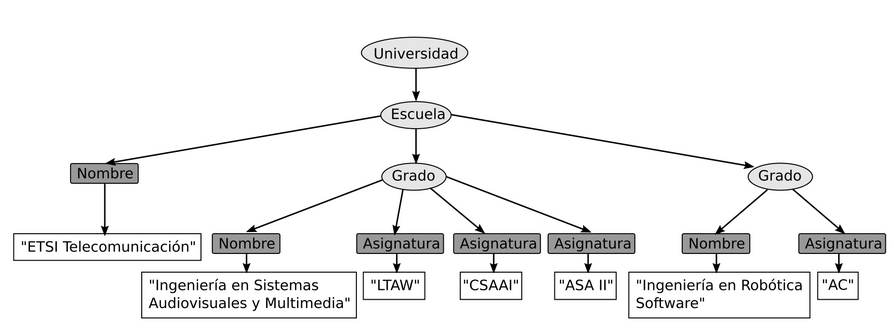 Universidad
Escuela
Nombre
Grado
Grado
"ETSI Telecomunicación"
Nombre
Asignatura
Asignatura
Asignatura
Nombre
Asignatura
"Ingeniería en Sistemas
Audiovisuales y Multimedia"
"LTAW"
"CSAAI"
"ASA II"
"Ingeniería en Robótica
Software"
"AC"